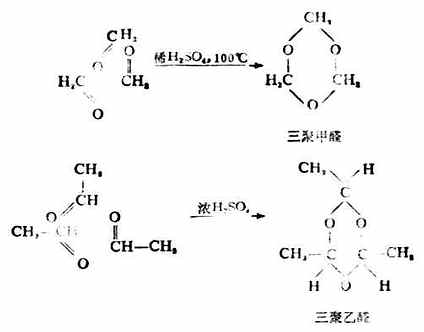 CH₂
O
O
H₂C
CH₂
O
稀H₂SO₄,100℃
CH₂
O
O
H₂C
CH₂
O
三聚甲醛
CH₃
CH
O
O
CH₃
CH
C—CH₃
O
浓H₂SO₄
CH₃
H
C
O
O
CH₃
C
C
CH₃
H
O
H
三聚乙醛